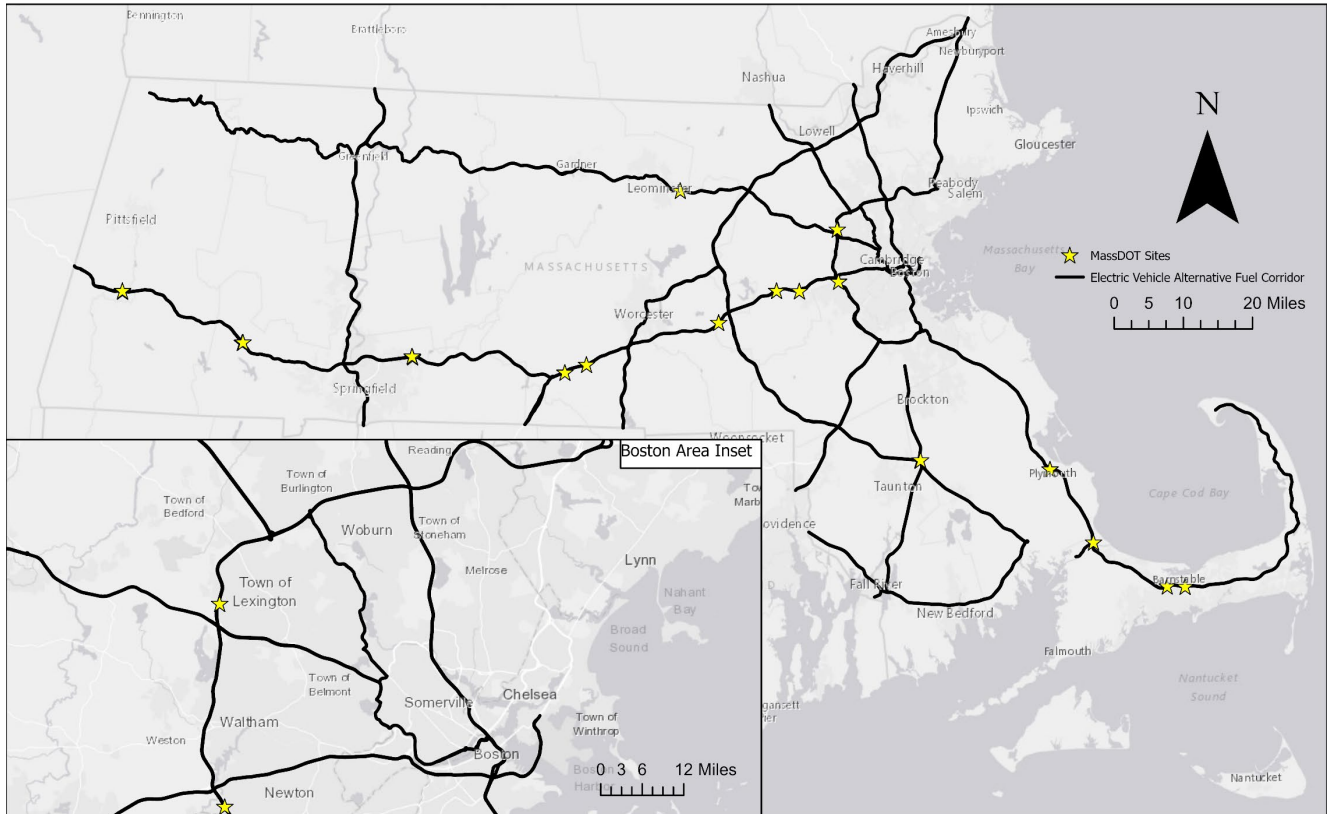 Bennington
Brattleboro
Amesbury
Newburyport
Haverhill
Nashua
Ipswich
Lowell
Gloucester
Greenfield
Gardner
Leominster
Peabody
Salem
Pittsfield
N
MASSACHUSETTS
Cambridge
Boston
Massachusetts
Bay
MassDOT Sites
Electric Vehicle Alternative Fuel Corridor
0 5 10 20 Miles
Worcester
Springfield
Brockton
Woonsocket
Plymouth
Taunton
Cape Cod Bay
ovidence
Barnstable
Fall River
New Bedford
Falmouth
Nantucket
Sound
gansett
Nantucket
Boston Area Inset
Reading
Town of
Burlington
Town of
Bedford
Woburn
Town of
Stoneham
Melrose
Lynn
Town of
Lexington
Nahant
Bay
Broad
Sound
Town of
Belmont
Somerville
Chelsea
Waltham
Town of
Winthrop
Weston
Boston
Boston
Harbor
0 3 6 12 Miles
Newton